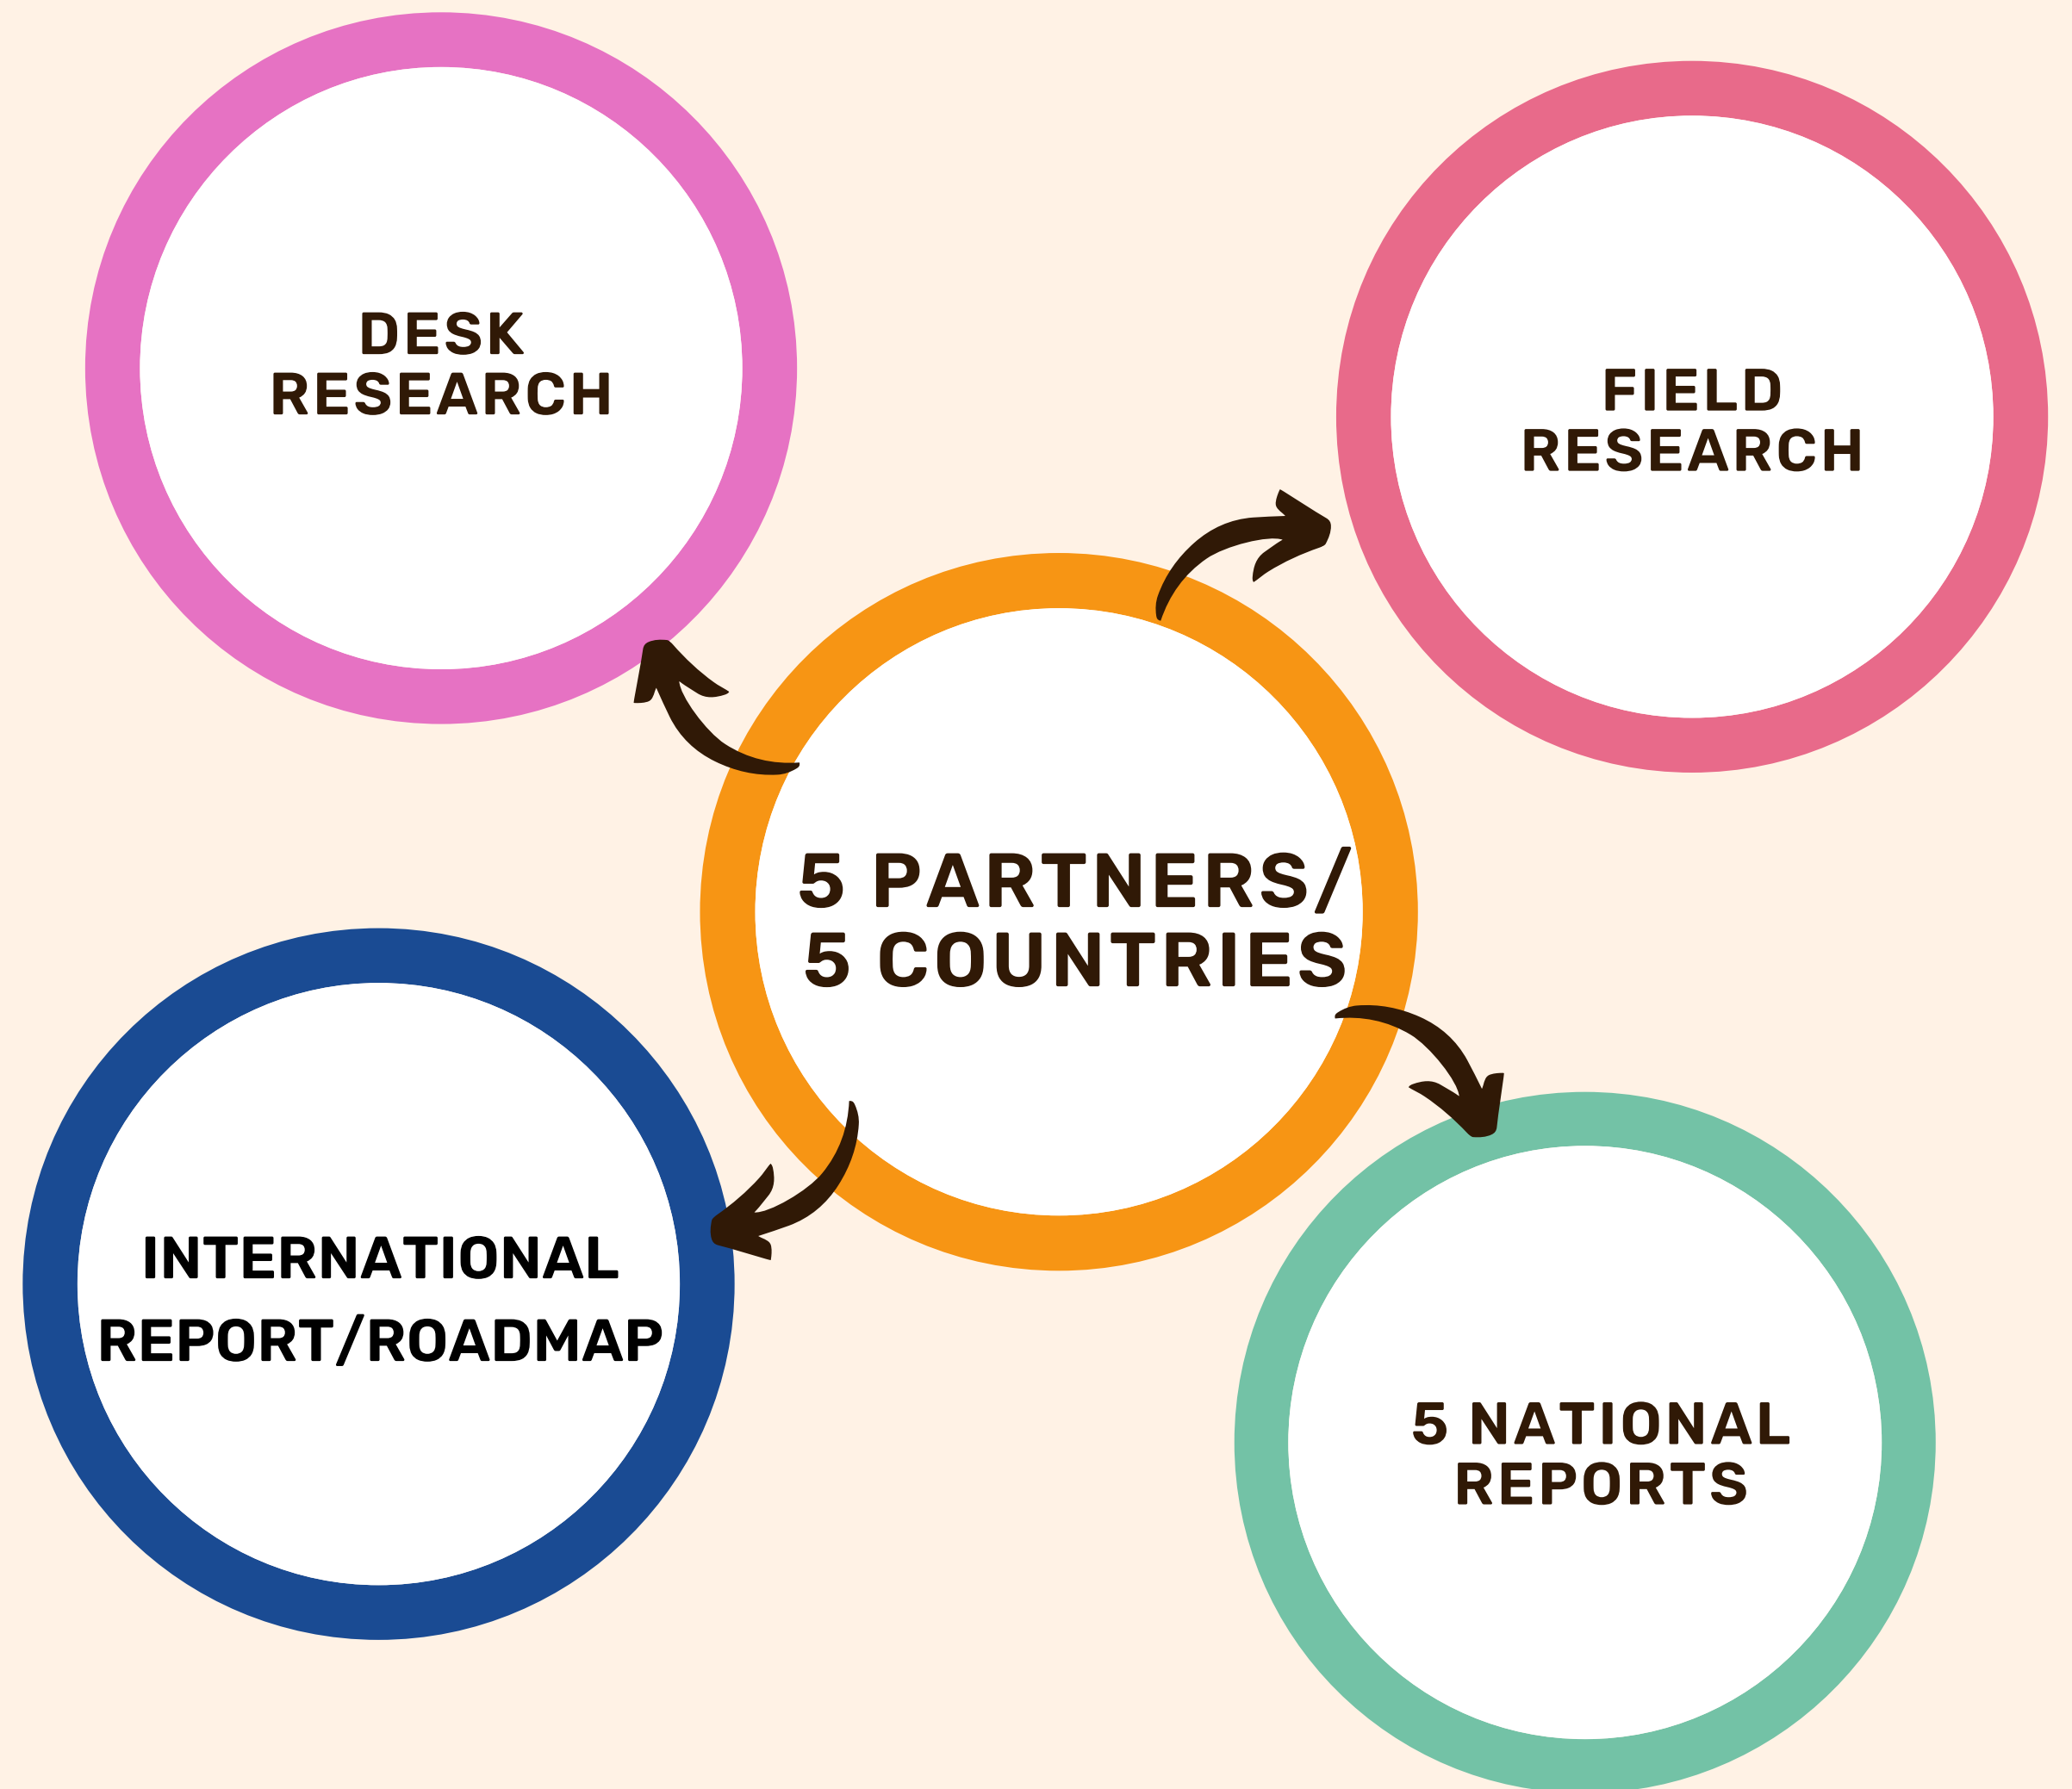 DESK
RESEARCH
FIELD
RESEARCH
5 PARTNERS/
5 COUNTRIES
INTERNATIONAL
REPORT/ROADMAP
5 NATIONAL
REPORTS